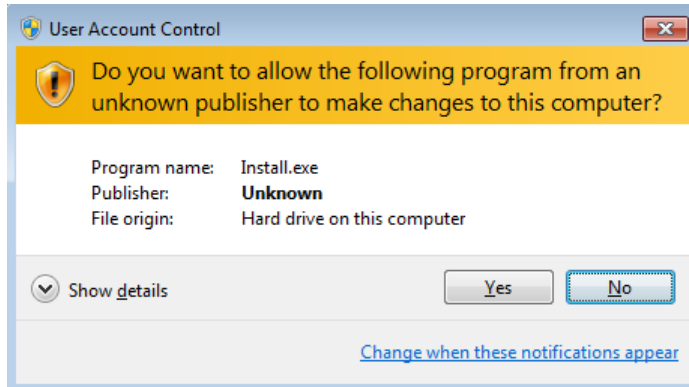 User Account Control
Do you want to allow the following program from an
unknown publisher to make changes to this computer?
Program name: Install.exe
Publisher: Unknown
File origin: Hard drive on this computer
Show details
Yes
No
Change when these notifications appear